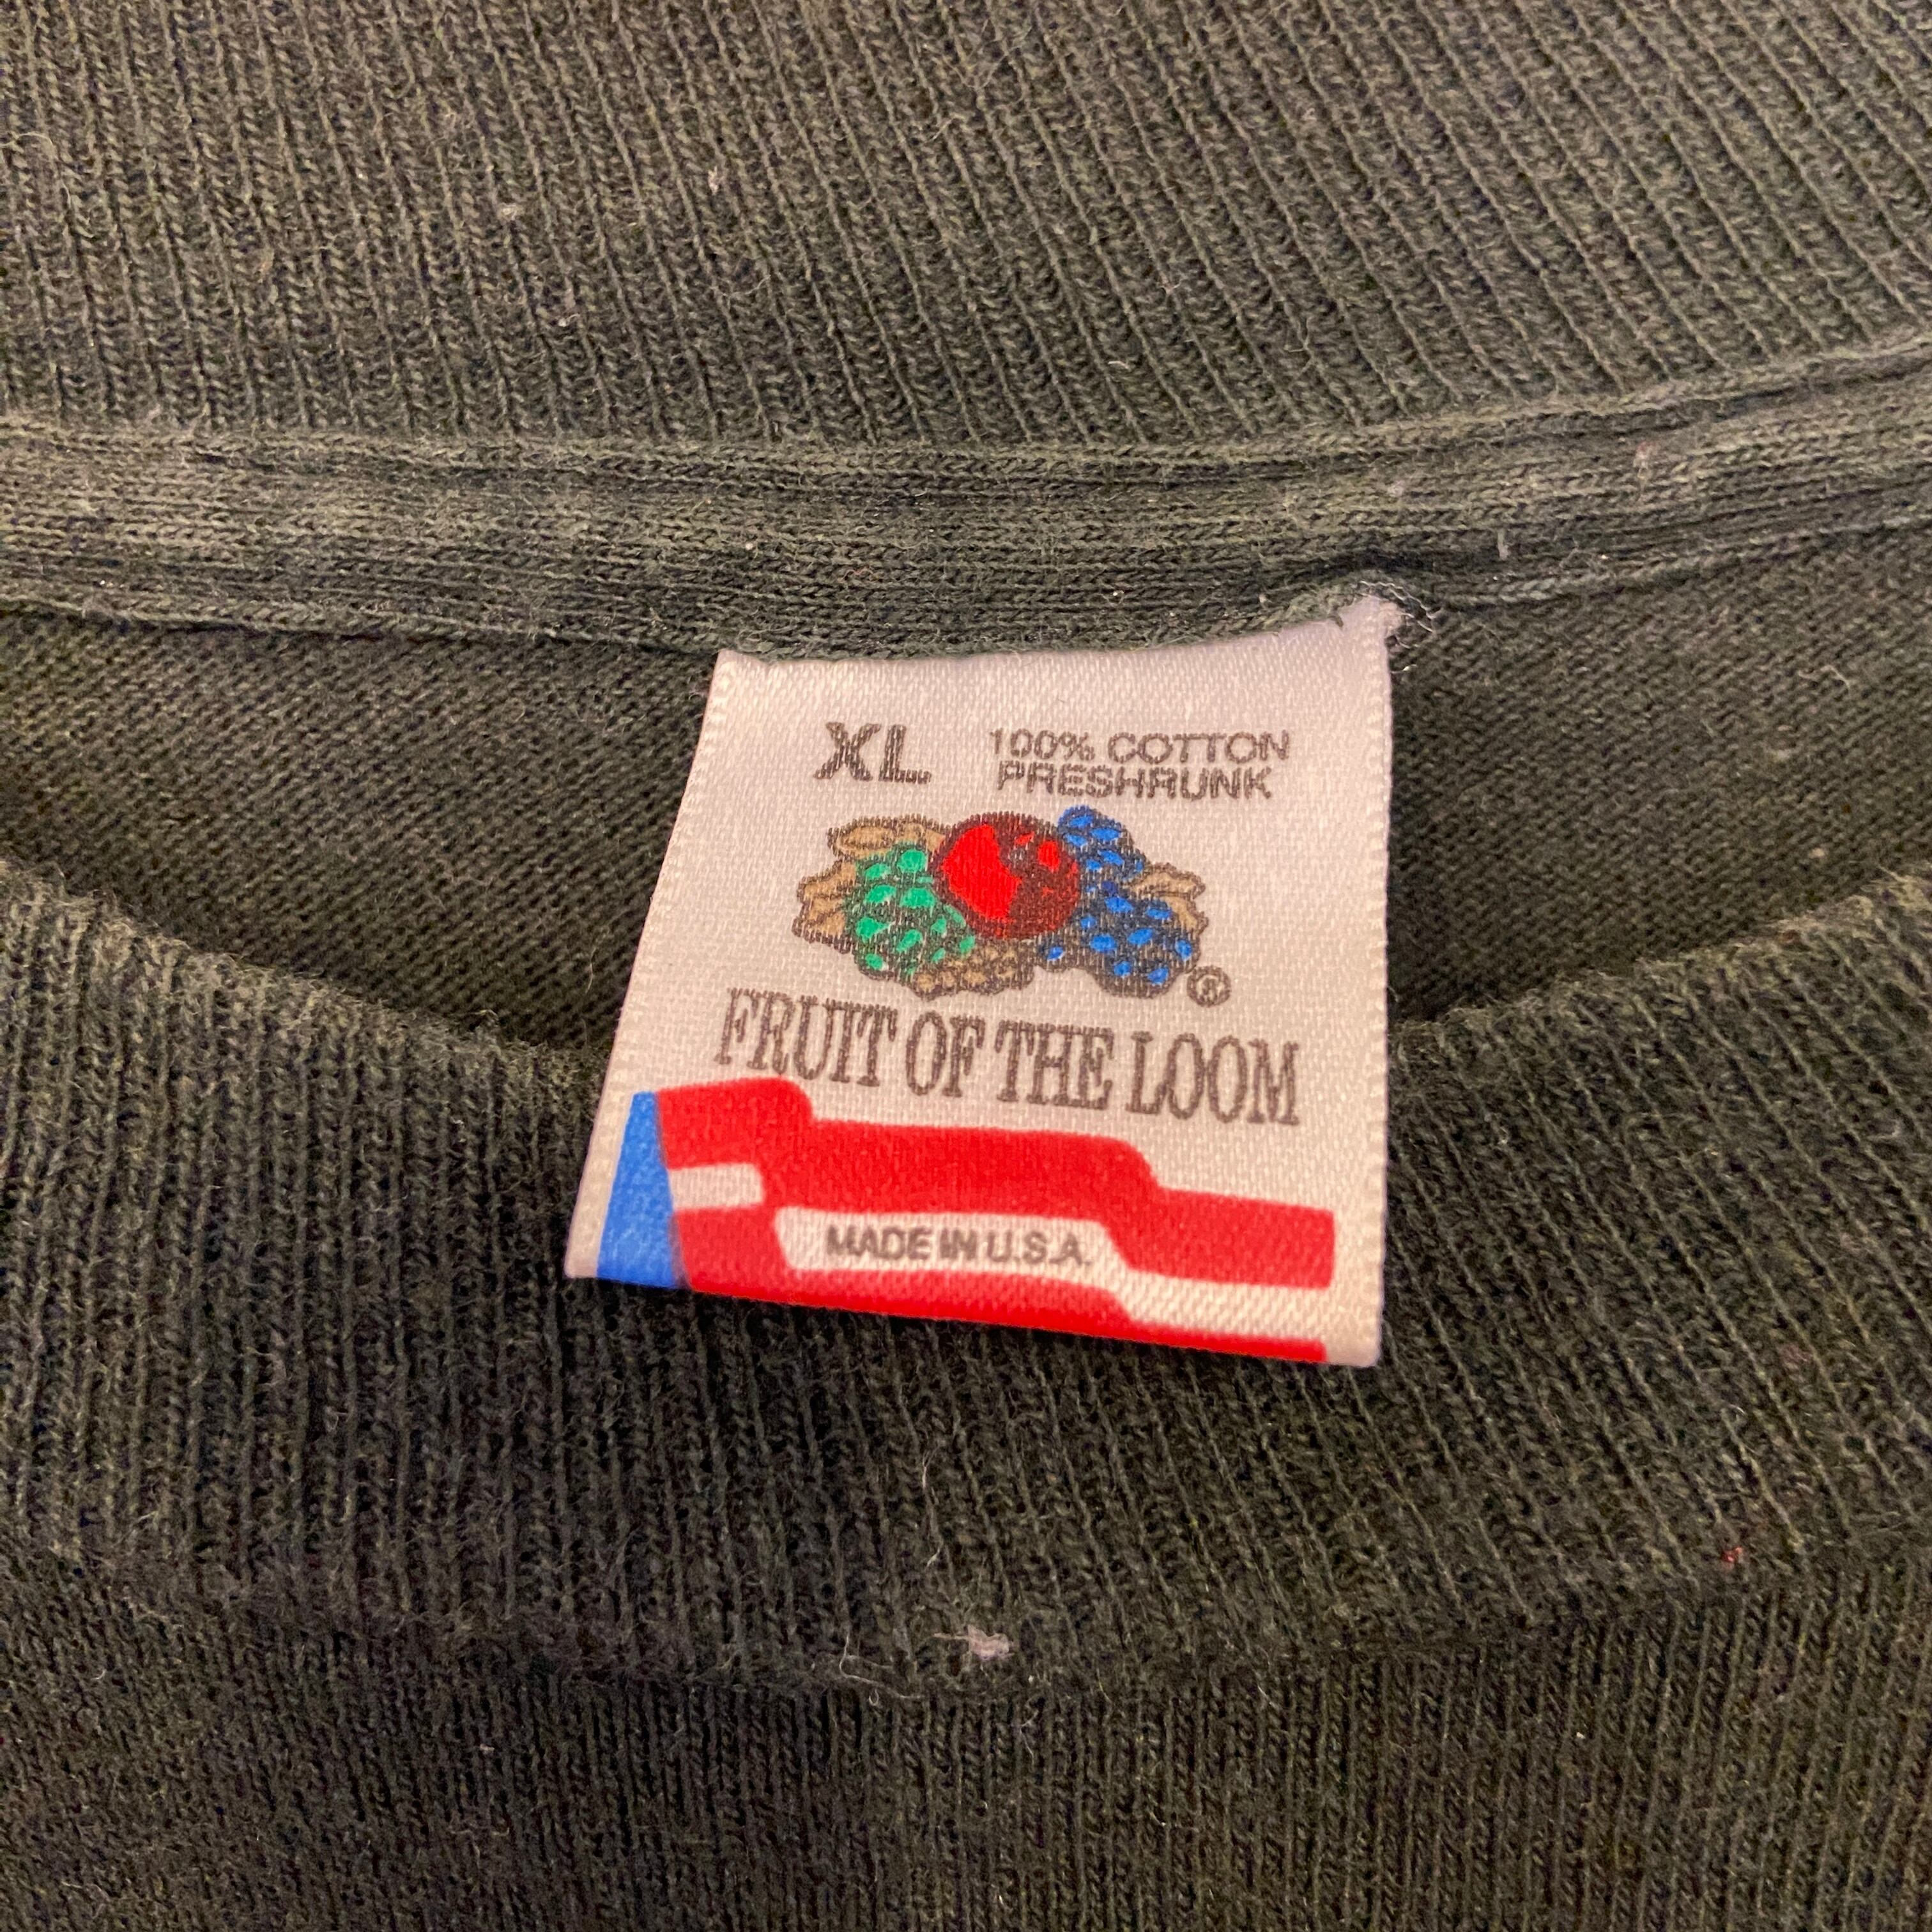 XL 100% COTTON
PRESHRUNK
®
FRUIT OF THE LOOM
MADE IN U.S.A.